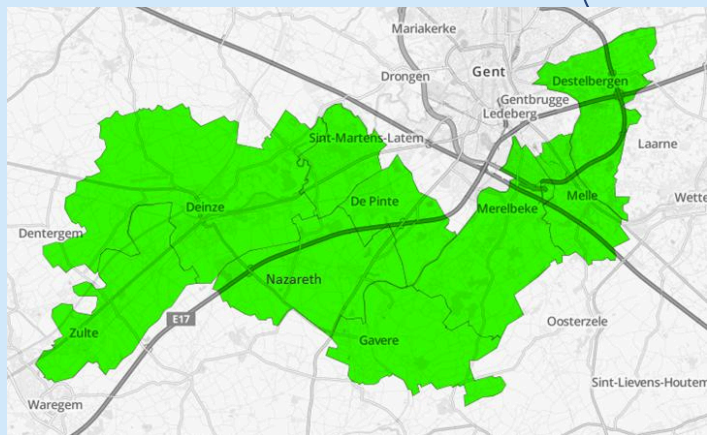 Mariakerke
Drongen
Gent
Destelbergen
Gentbrugge
Ledeberg
Sint-Martens-Latem
Laarne
De Pinte
Merelbeke
Melle
Wette
Deinze
Dentergem
Nazareth
E17
Zulte
Gavere
Oosterzele
Sint-Lievens-Houtem
Waregem